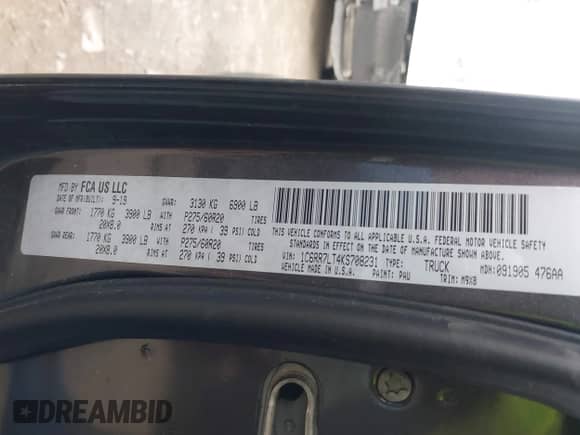 MFD BY FCA US LLC
DATE OF MFR(BUILT): 9-19 GVWR: 3130 KG 6900 LB
GAWR FRONT: 1770 KG 3900 LB WITH P275/60R20 TIRES
20X8.0 RIMS AT 270 KPA ( 39 PSI) COLD
GAWR REAR: 1770 KG 3900 LB WITH P275/60R20 TIRES
20X8.0 RIMS AT 270 KPA ( 39 PSI) COLD
THIS VEHICLE CONFORMS TO ALL APPLICABLE U.S.A. FEDERAL MOTOR VEHICLE SAFETY
STANDARDS IN EFFECT ON THE DATE OF MANUFACTURE SHOWN ABOVE.
VIN: 1C6RR7LT4KS708231 TYPE: TRUCK MDH: 091905 476AA
PAINT: PAU TRIM: M9X8
MADE IN U.S.A.
DREAMBID